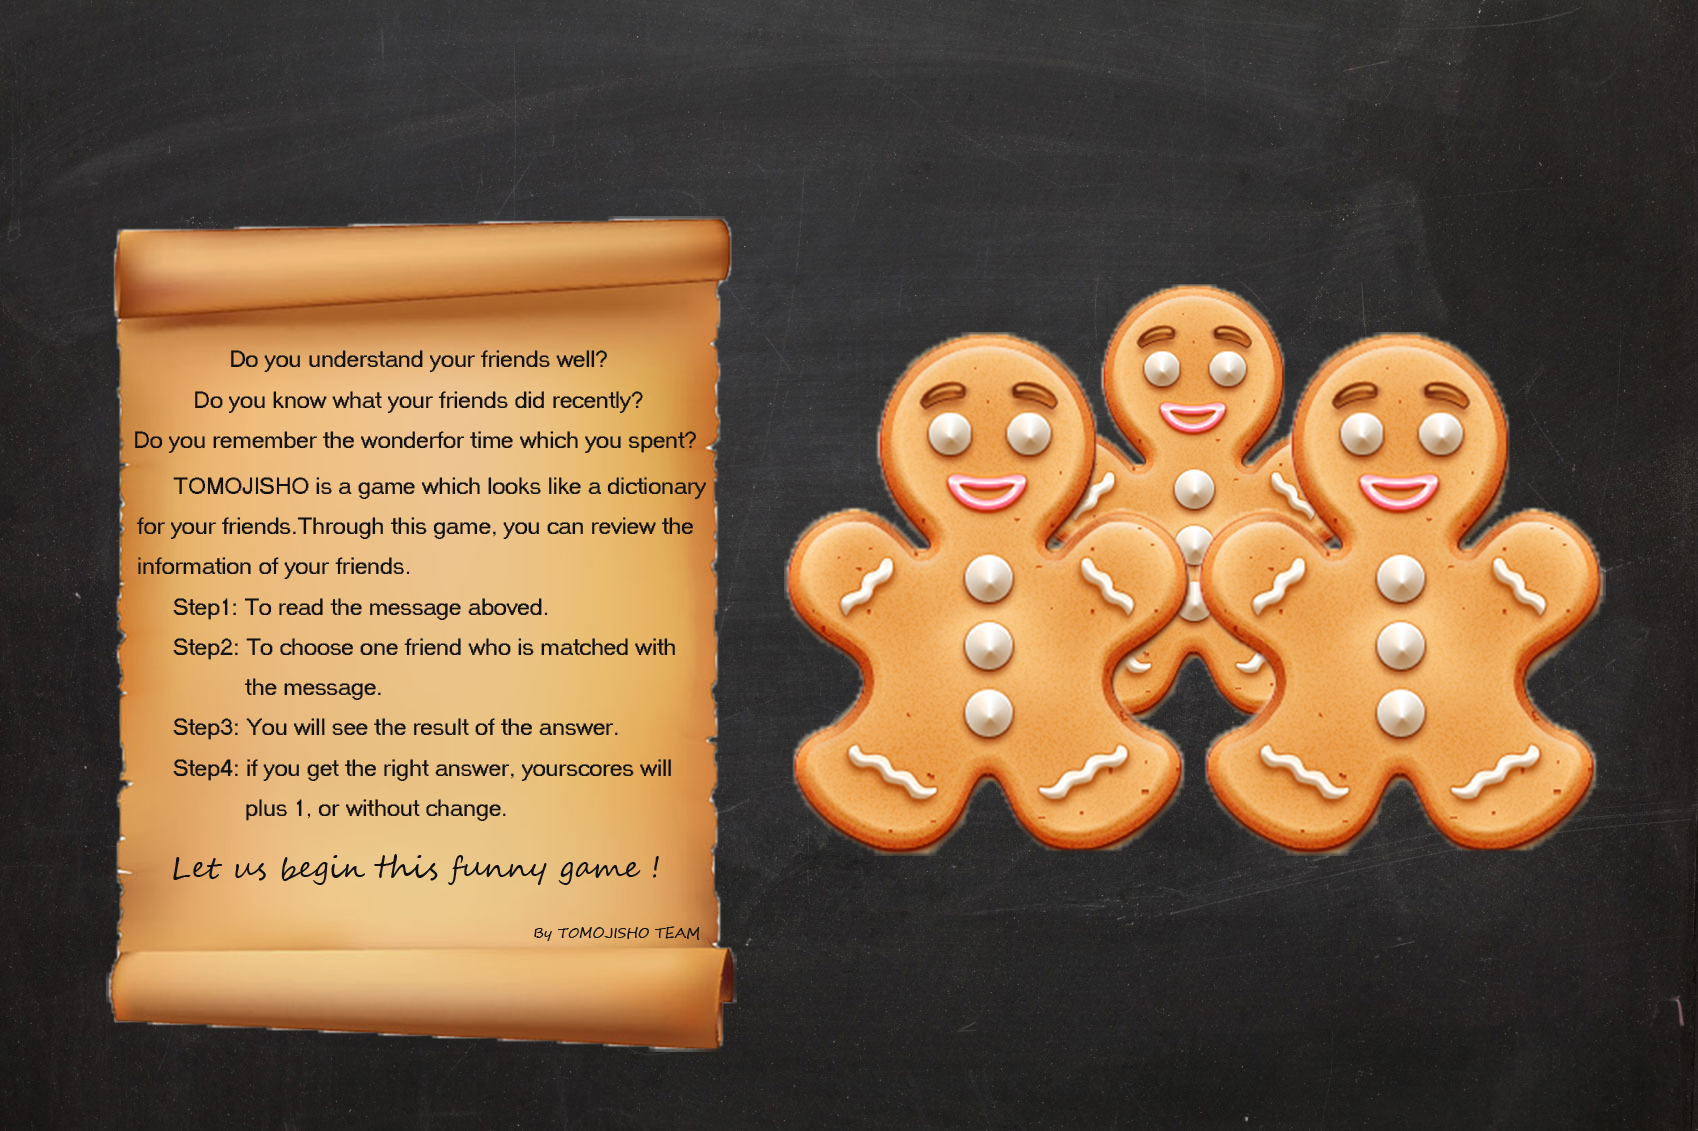 Do you understand your friends well?
Do you know what your friends did recently?
Do you remember the wonderfor time which you spent?
TOMOJISHO is a game which looks like a dictionary
for your friends.Through this game, you can review the
information of your friends.
Step1: To read the message aboved.
Step2: To choose one friend who is matched with
the message.
Step3: You will see the result of the answer.
Step4: if you get the right answer, yourscores will
plus 1, or without change.
Let us begin this funny game !
By TOMOJISHO TEAM